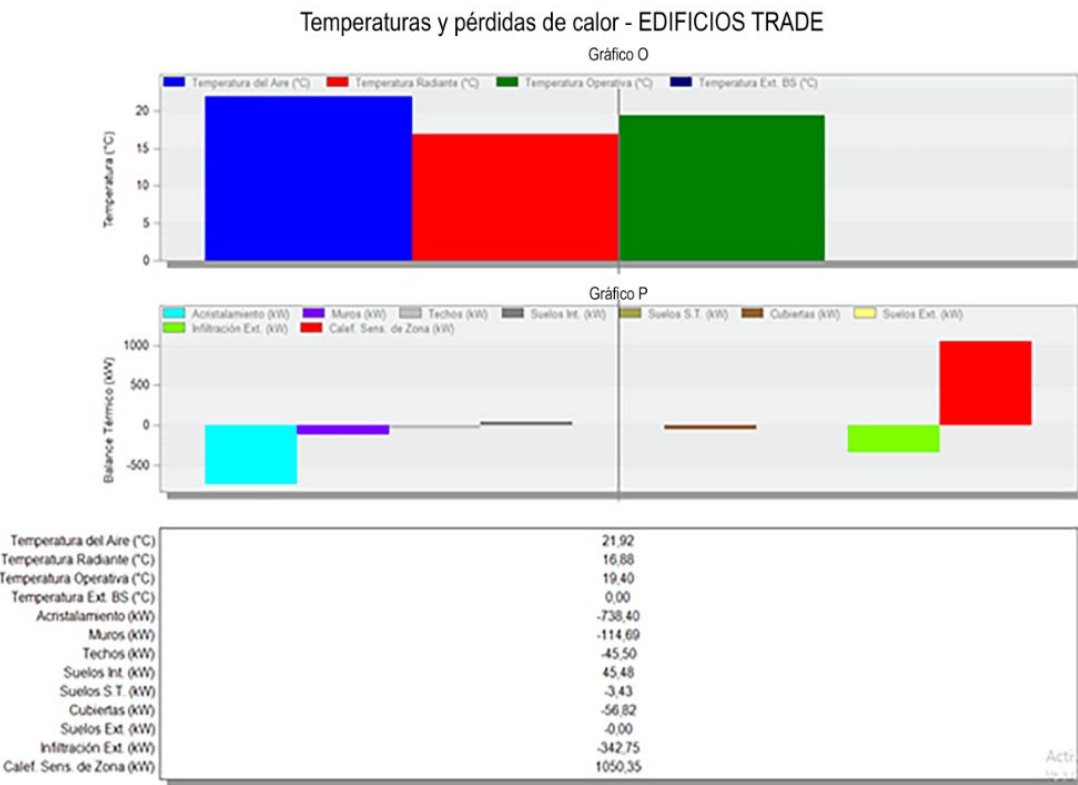 Temperaturas y pérdidas de calor - EDIFICIOS TRADE
Gráfico O
Temperatura del Aire (°C) Temperatura Radiante (°C) Temperatura Operativa (°C) Temperatura Ext. BS (°C)
Temperatura (°C)
20
15
10
5
0
Gráfico P
Acristalamiento (kW) Muros (kW) Techos (kW) Suelos Int. (kW) Suelos S.T. (kW) Cubiertas (kW) Suelos Ext. (kW)
Infiltración Ext. (kW) Calef. Sens. de Zona (kW)
Balance Térmico (kW)
1000
500
0
-500
Temperatura del Aire (°C) 21,92
Temperatura Radiante (°C) 16,88
Temperatura Operativa (°C) 19,40
Temperatura Ext. BS (°C) 0,00
Acristalamiento (kW) -738,40
Muros (kW) -114,69
Techos (kW) -45,50
Suelos Int. (kW) 45,48
Suelos S.T. (kW) -3,43
Cubiertas (kW) -56,82
Suelos Ext. (kW) -0,00
Infiltración Ext. (kW) -342,75
Calef. Sens. de Zona (kW) 1050,35